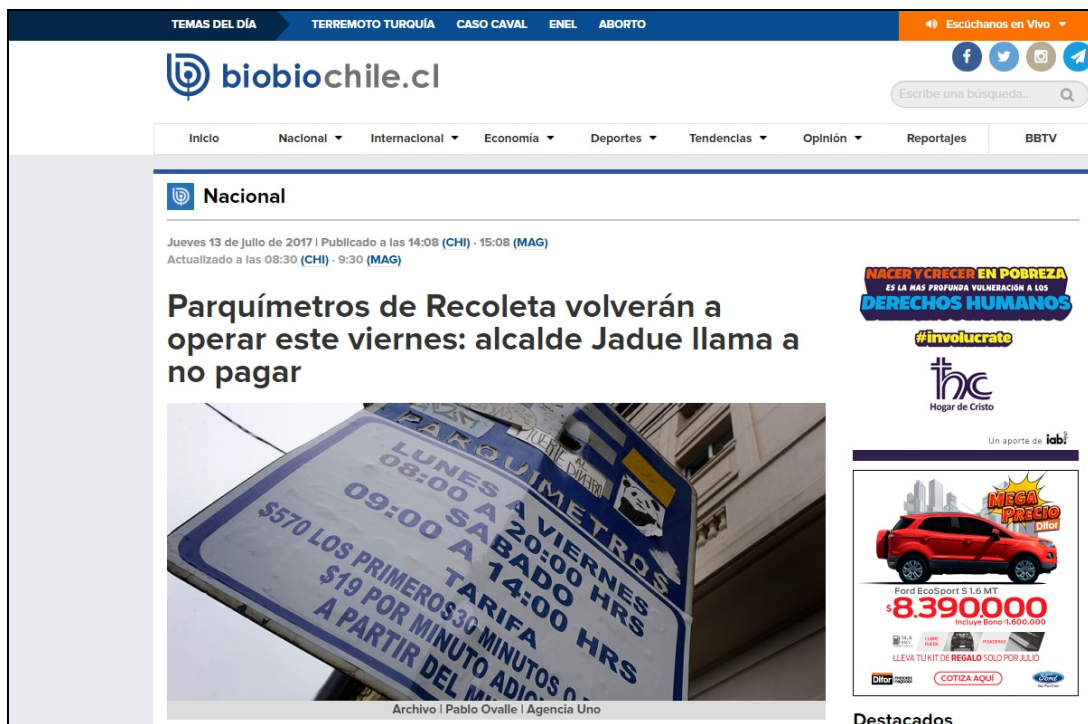 TEMAS DEL DÍA
TERREMOTO TURQUÍA CASO CAVAL ENEL ABORTO
Escúchanos en Vivo
biobiochile.cl
Escribe una búsqueda...
Inicio Nacional Internacional Economía Deportes Tendencias Opinión Reportajes BBTV
Nacional
Jueves 13 de julio de 2017 | Publicado a las 14:08 (CHI) · 15:08 (MAG)
Actualizado a las 08:30 (CHI) · 9:30 (MAG)
Parquímetros de Recoleta volverán a
operar este viernes: alcalde Jadue llama a
no pagar
PARQUIMETROS
LUNES A VIERNES
08:00 A 20:00 HRS
SABADO
09:00 A 14:00 HRS
TARIFA
$570 LOS PRIMEROS 30 MINUTOS O
$19 POR MINUTO ADICI
A PARTIR DEL
Archivo | Pablo Ovalle | Agencia Uno
NACER Y CRECER EN POBREZA
ES LA MÁS PROFUNDA VULNERACIÓN A LOS
DERECHOS HUMANOS
#involucrate
hc
Hogar de Cristo
Un aporte de iab.
MEGA
PRECIO
Difor
Ford EcoSport S 1.6 MT
$8.390.000
Incluye Bono $1.600.000
LLEVA TU KIT DE REGALO SOLO POR JULIO
Difor
COTIZA AQUÍ
Ford
Destacados